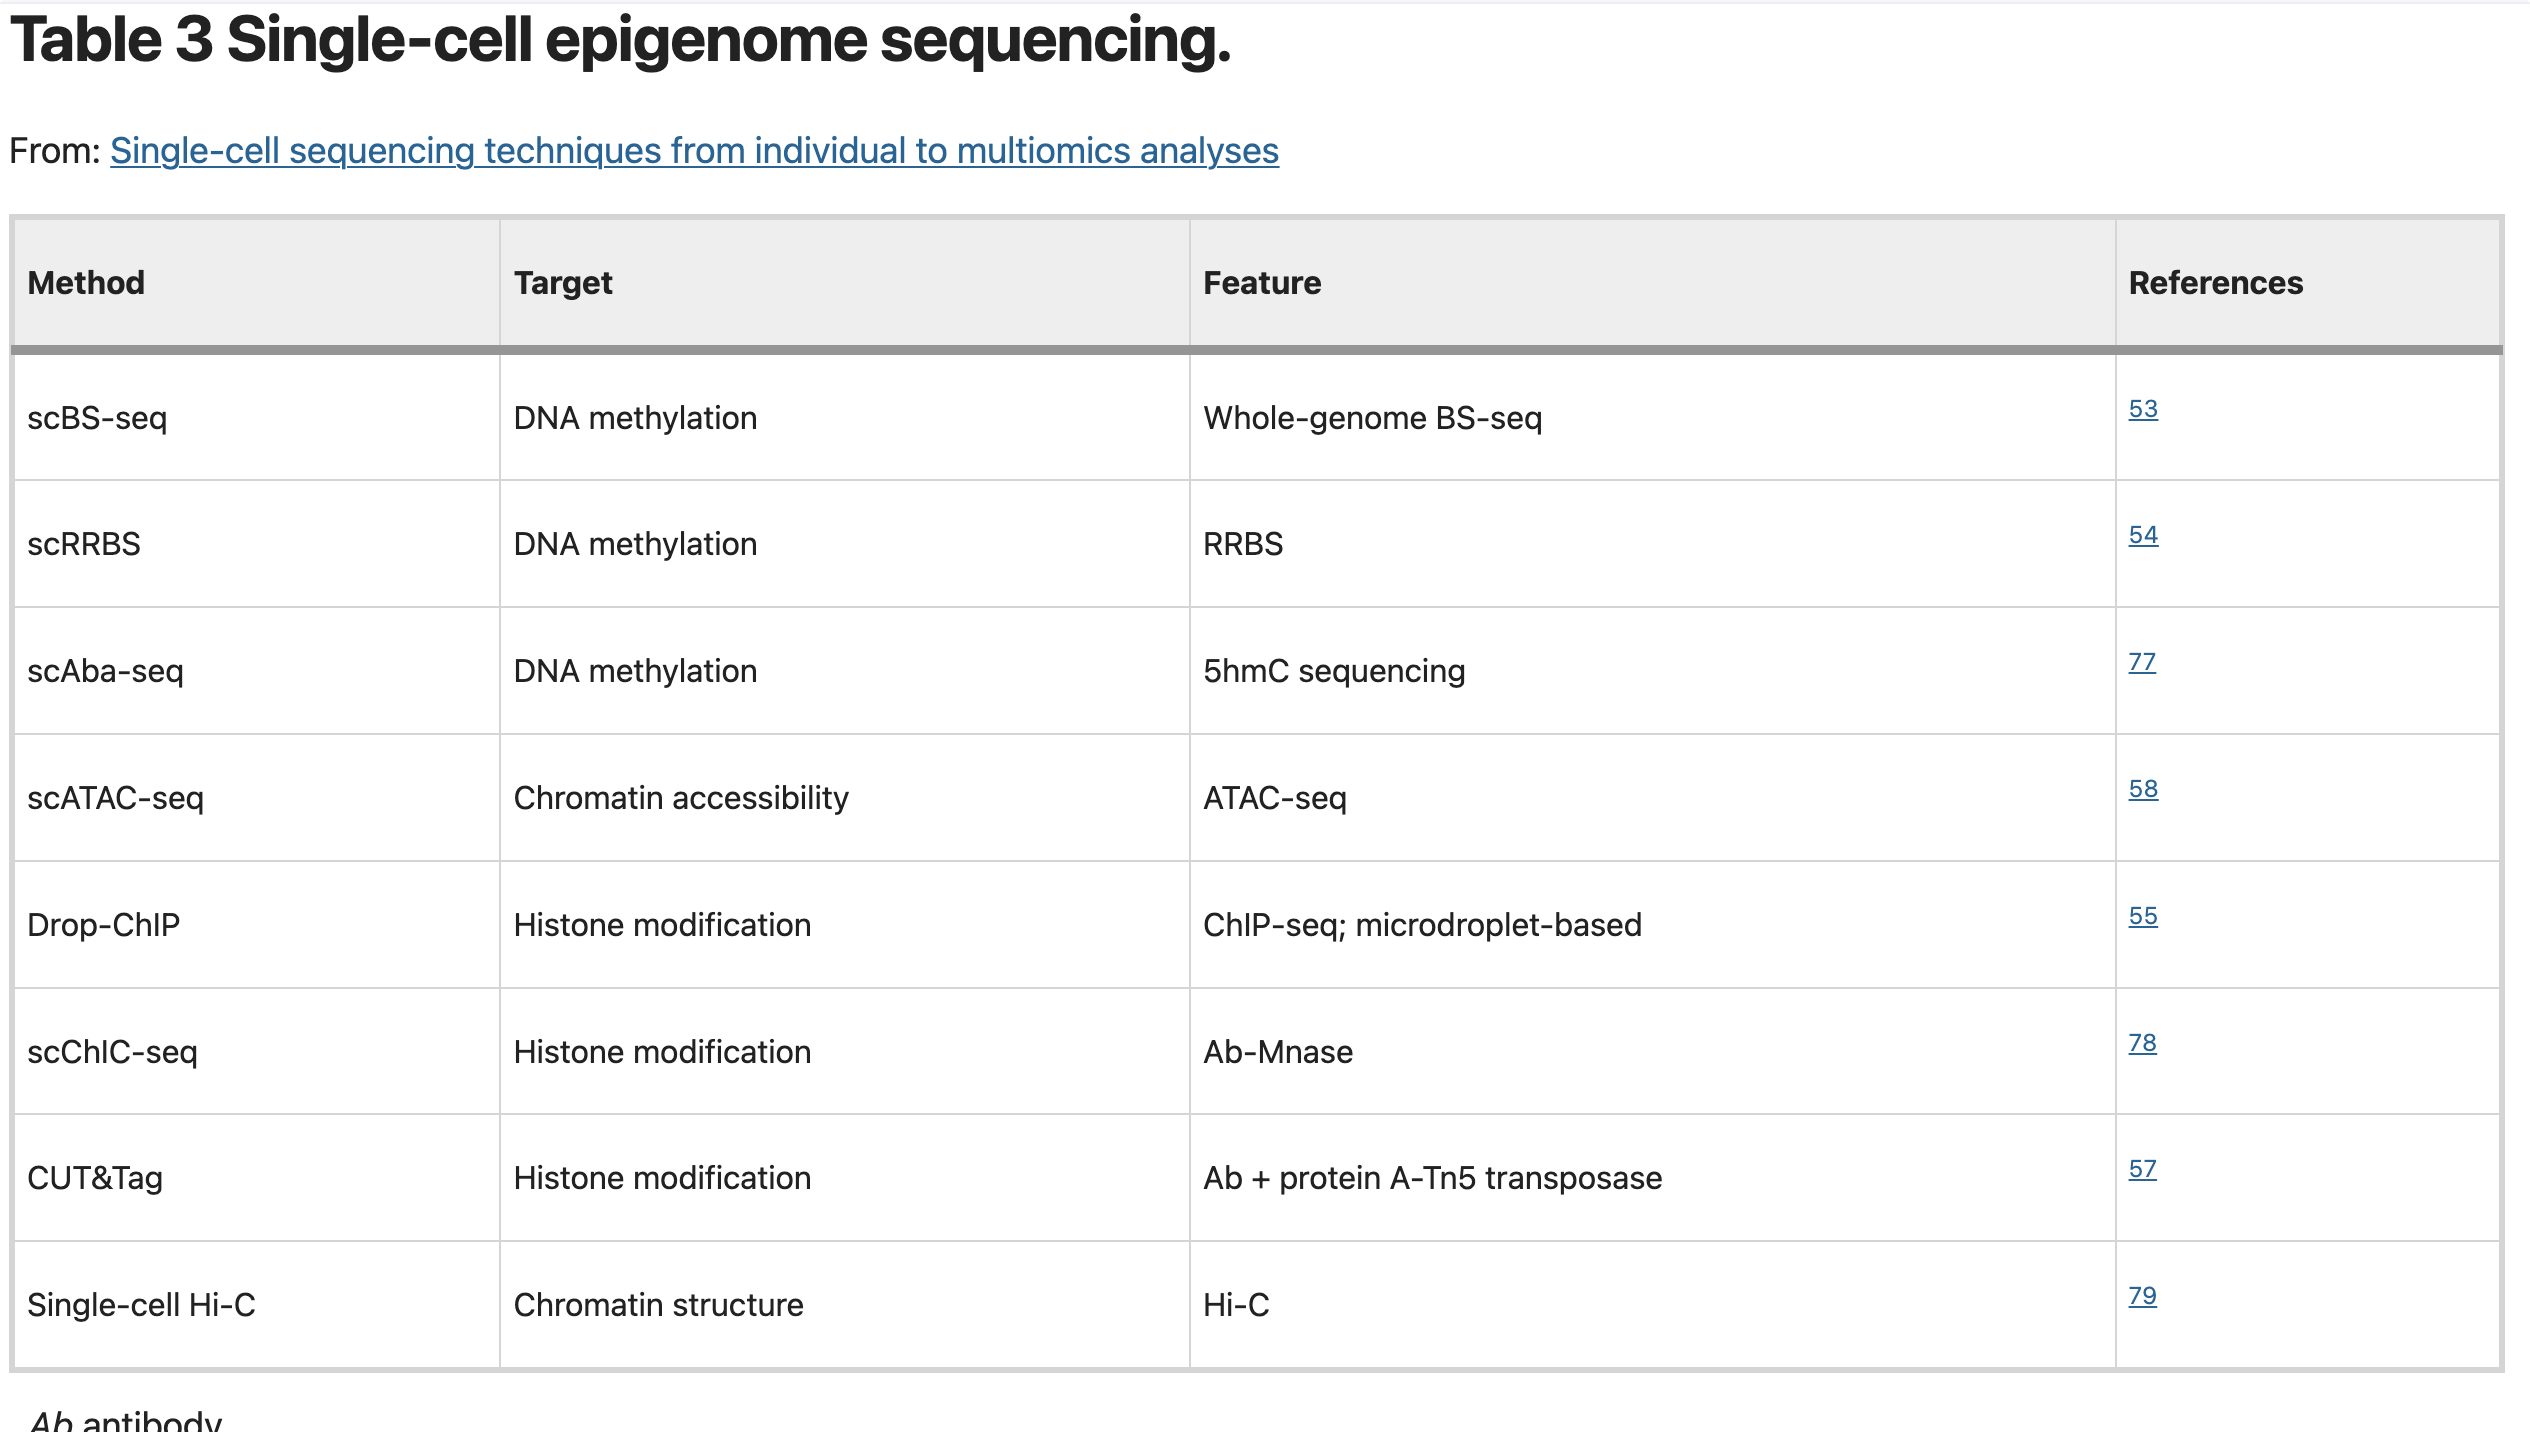 Table 3 Single-cell epigenome sequencing.
From: Single-cell sequencing techniques from individual to multiomics analyses
Method Target Feature References
scBS-seq DNA methylation Whole-genome BS-seq 53
scRRBS DNA methylation RRBS 54
scAba-seq DNA methylation 5hmC sequencing 77
scATAC-seq Chromatin accessibility ATAC-seq 58
Drop-ChIP Histone modification ChIP-seq; microdroplet-based 55
scChIC-seq Histone modification Ab-Mnase 78
CUT&Tag Histone modification Ab + protein A-Tn5 transposase 57
Single-cell Hi-C Chromatin structure Hi-C 79
Ab antibody